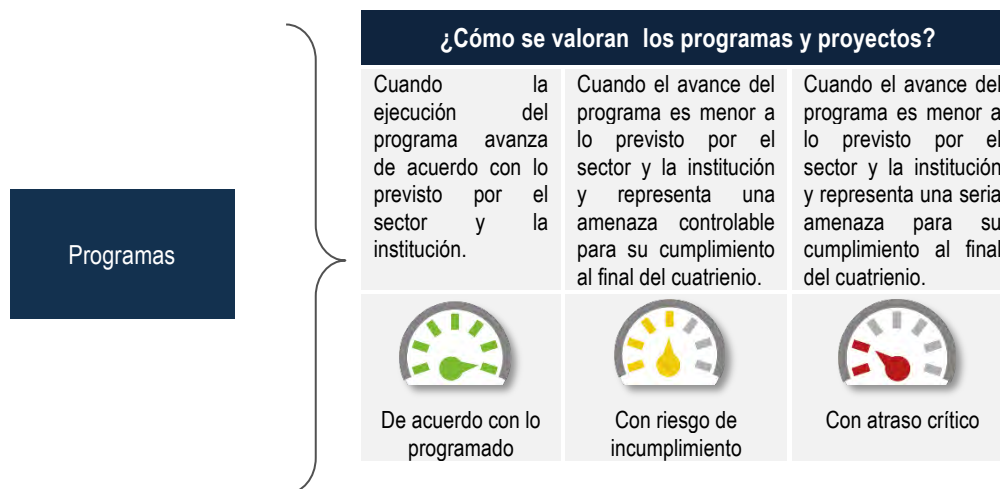 ¿Cómo se valoran los programas y proyectos?
Programas
Cuando la
ejecución del
programa avanza
de acuerdo con lo
previsto por el
sector y la
institución.
Cuando el avance del
programa es menor a
lo previsto por el
sector y la institución
y representa una
amenaza controlable
para su cumplimiento
al final del cuatrienio.
Cuando el avance del
programa es menor a
lo previsto por el
sector y la institución
y representa una seria
amenaza para su
cumplimiento al final
del cuatrienio.
De acuerdo con lo
programado
Con riesgo de
incumplimiento
Con atraso crítico